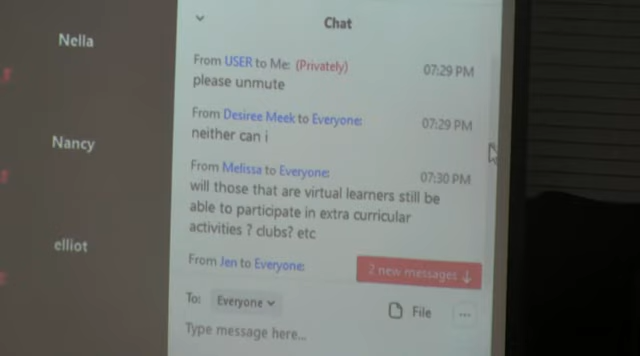 Nella
Nancy
elliot
Chat
From USER to Me: (Privately) 07:29 PM
please unmute
From Desiree Meek to Everyone: 07:29 PM
neither can i
From Melissa to Everyone: 07:30 PM
will those that are virtual learners still be
able to participate in extra curricular
activities ? clubs? etc
From Jen to Everyone:
2 new messages ↓
To: Everyone File ...
Type message here...